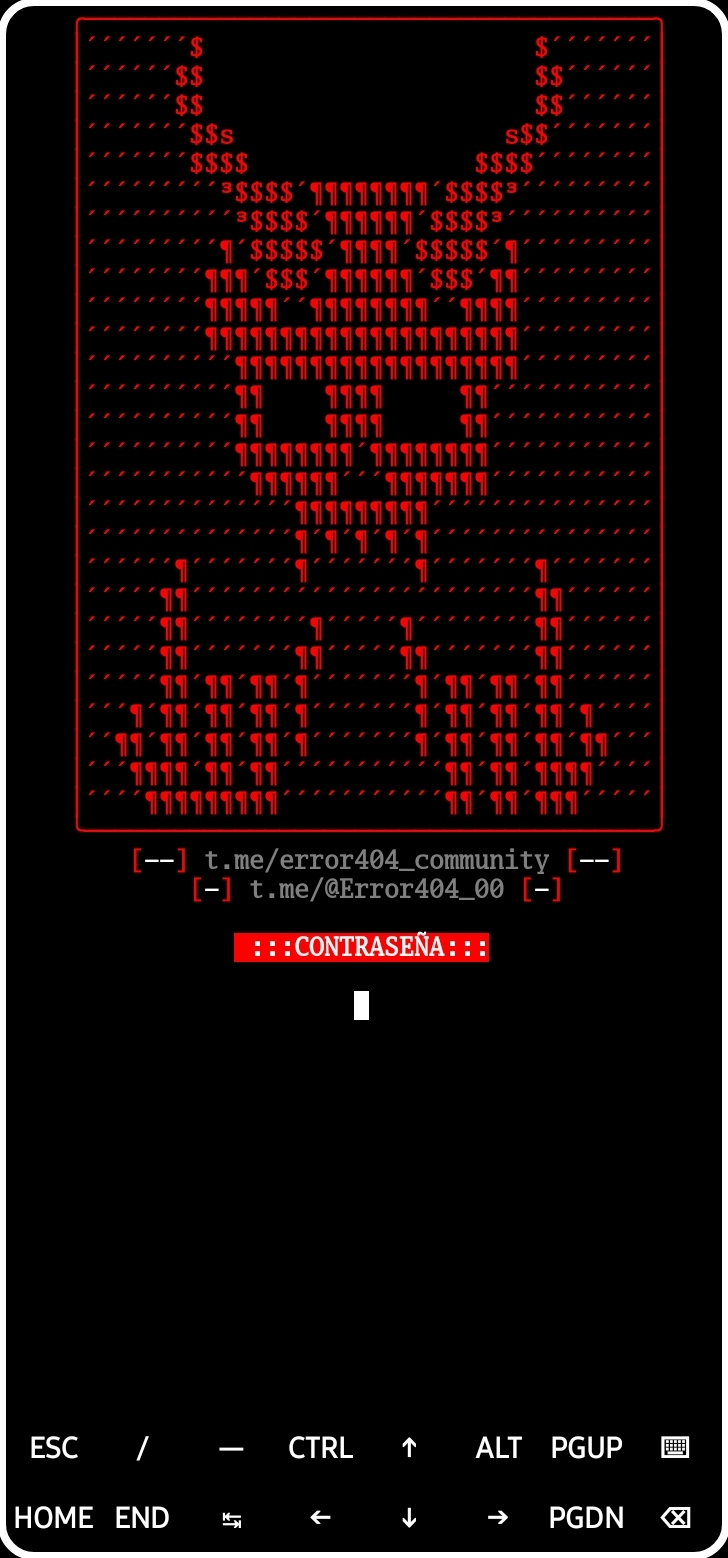 [--] t.me/error404_community [--]
[-] t.me/@Error404_00 [-]
:::CONTRASEÑA:::
ESC / — CTRL ↑ ALT PGUP
HOME END ↹ ← ↓ → PGDN ⌫